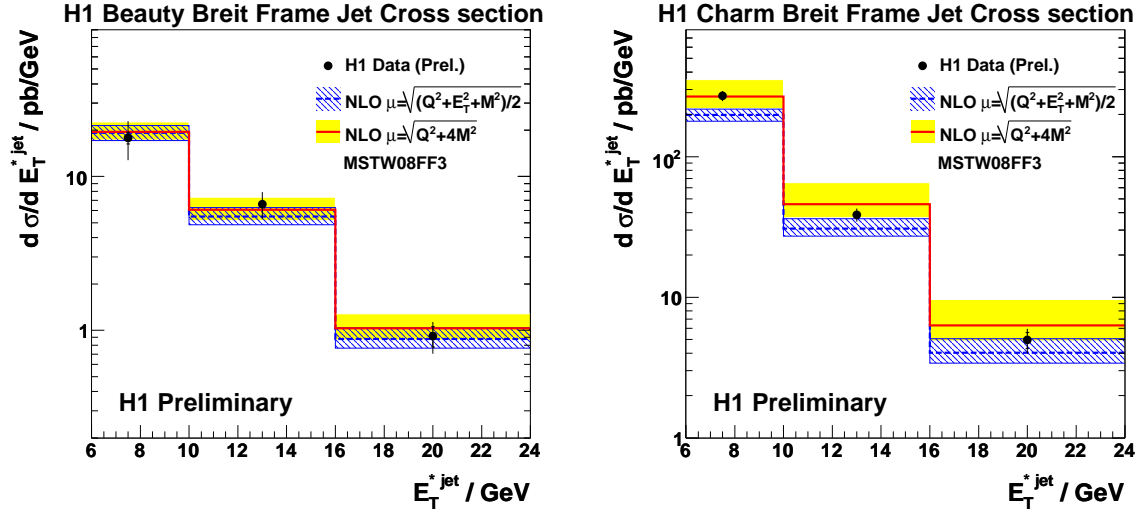 H1 Beauty Breit Frame Jet Cross section
d σ/d E_T^* jet / pb/GeV
10
1
H1 Data (Prel.)
NLO μ=√(Q²+E_T²+M²)/2
NLO μ=√Q²+4M²
MSTW08FF3
H1 Preliminary
6 8 10 12 14 16 18 20 22 24
E_T^* jet / GeV
H1 Charm Breit Frame Jet Cross section
d σ/d E_T^* jet / pb/GeV
10²
10
1
H1 Data (Prel.)
NLO μ=√(Q²+E_T²+M²)/2
NLO μ=√Q²+4M²
MSTW08FF3
H1 Preliminary
6 8 10 12 14 16 18 20 22 24
E_T^* jet / GeV